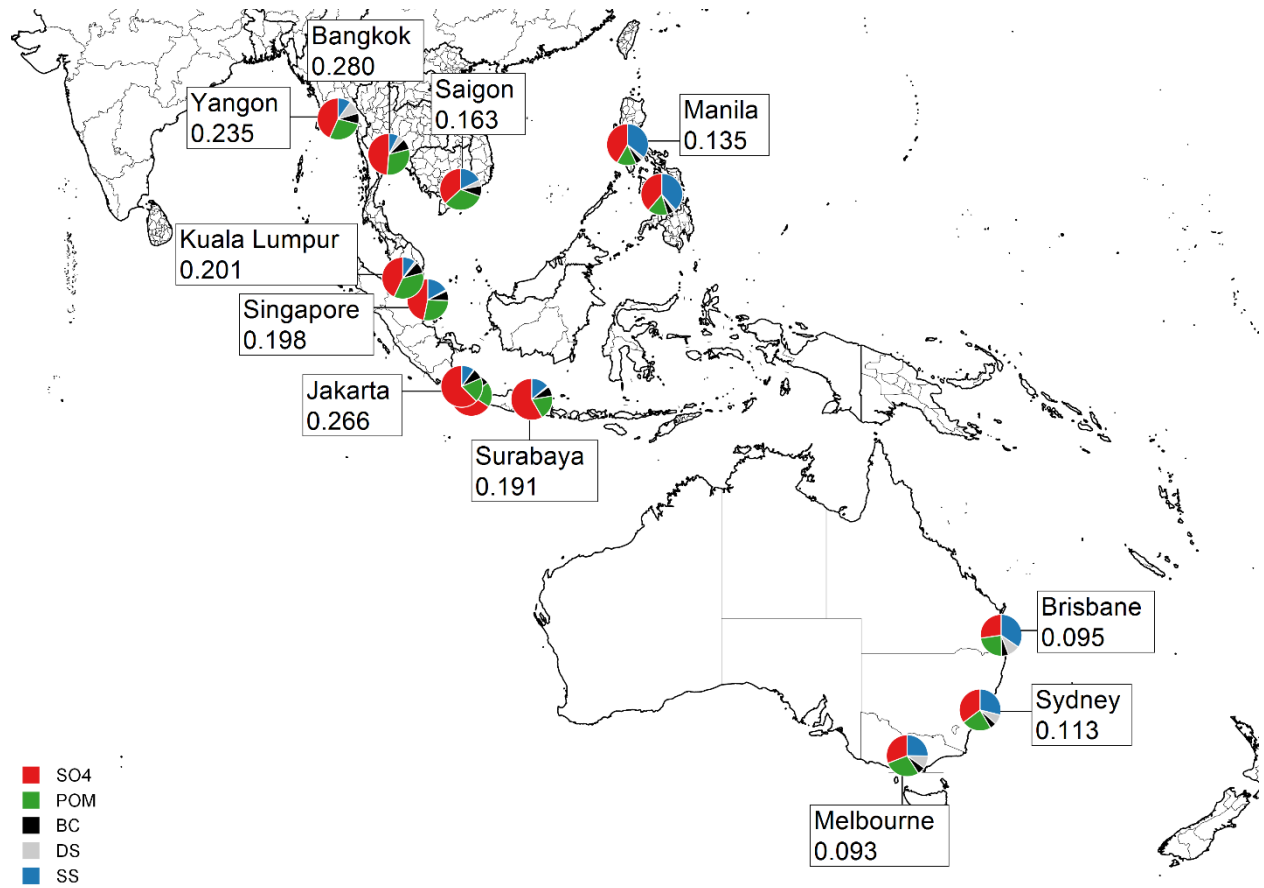 Bangkok
0.280
Saigon
0.163
Yangon
0.235
Manila
0.135
Kuala Lumpur
0.201
Singapore
0.198
Jakarta
0.266
Surabaya
0.191
Brisbane
0.095
Sydney
0.113
Melbourne
0.093
SO4
POM
BC
DS
SS